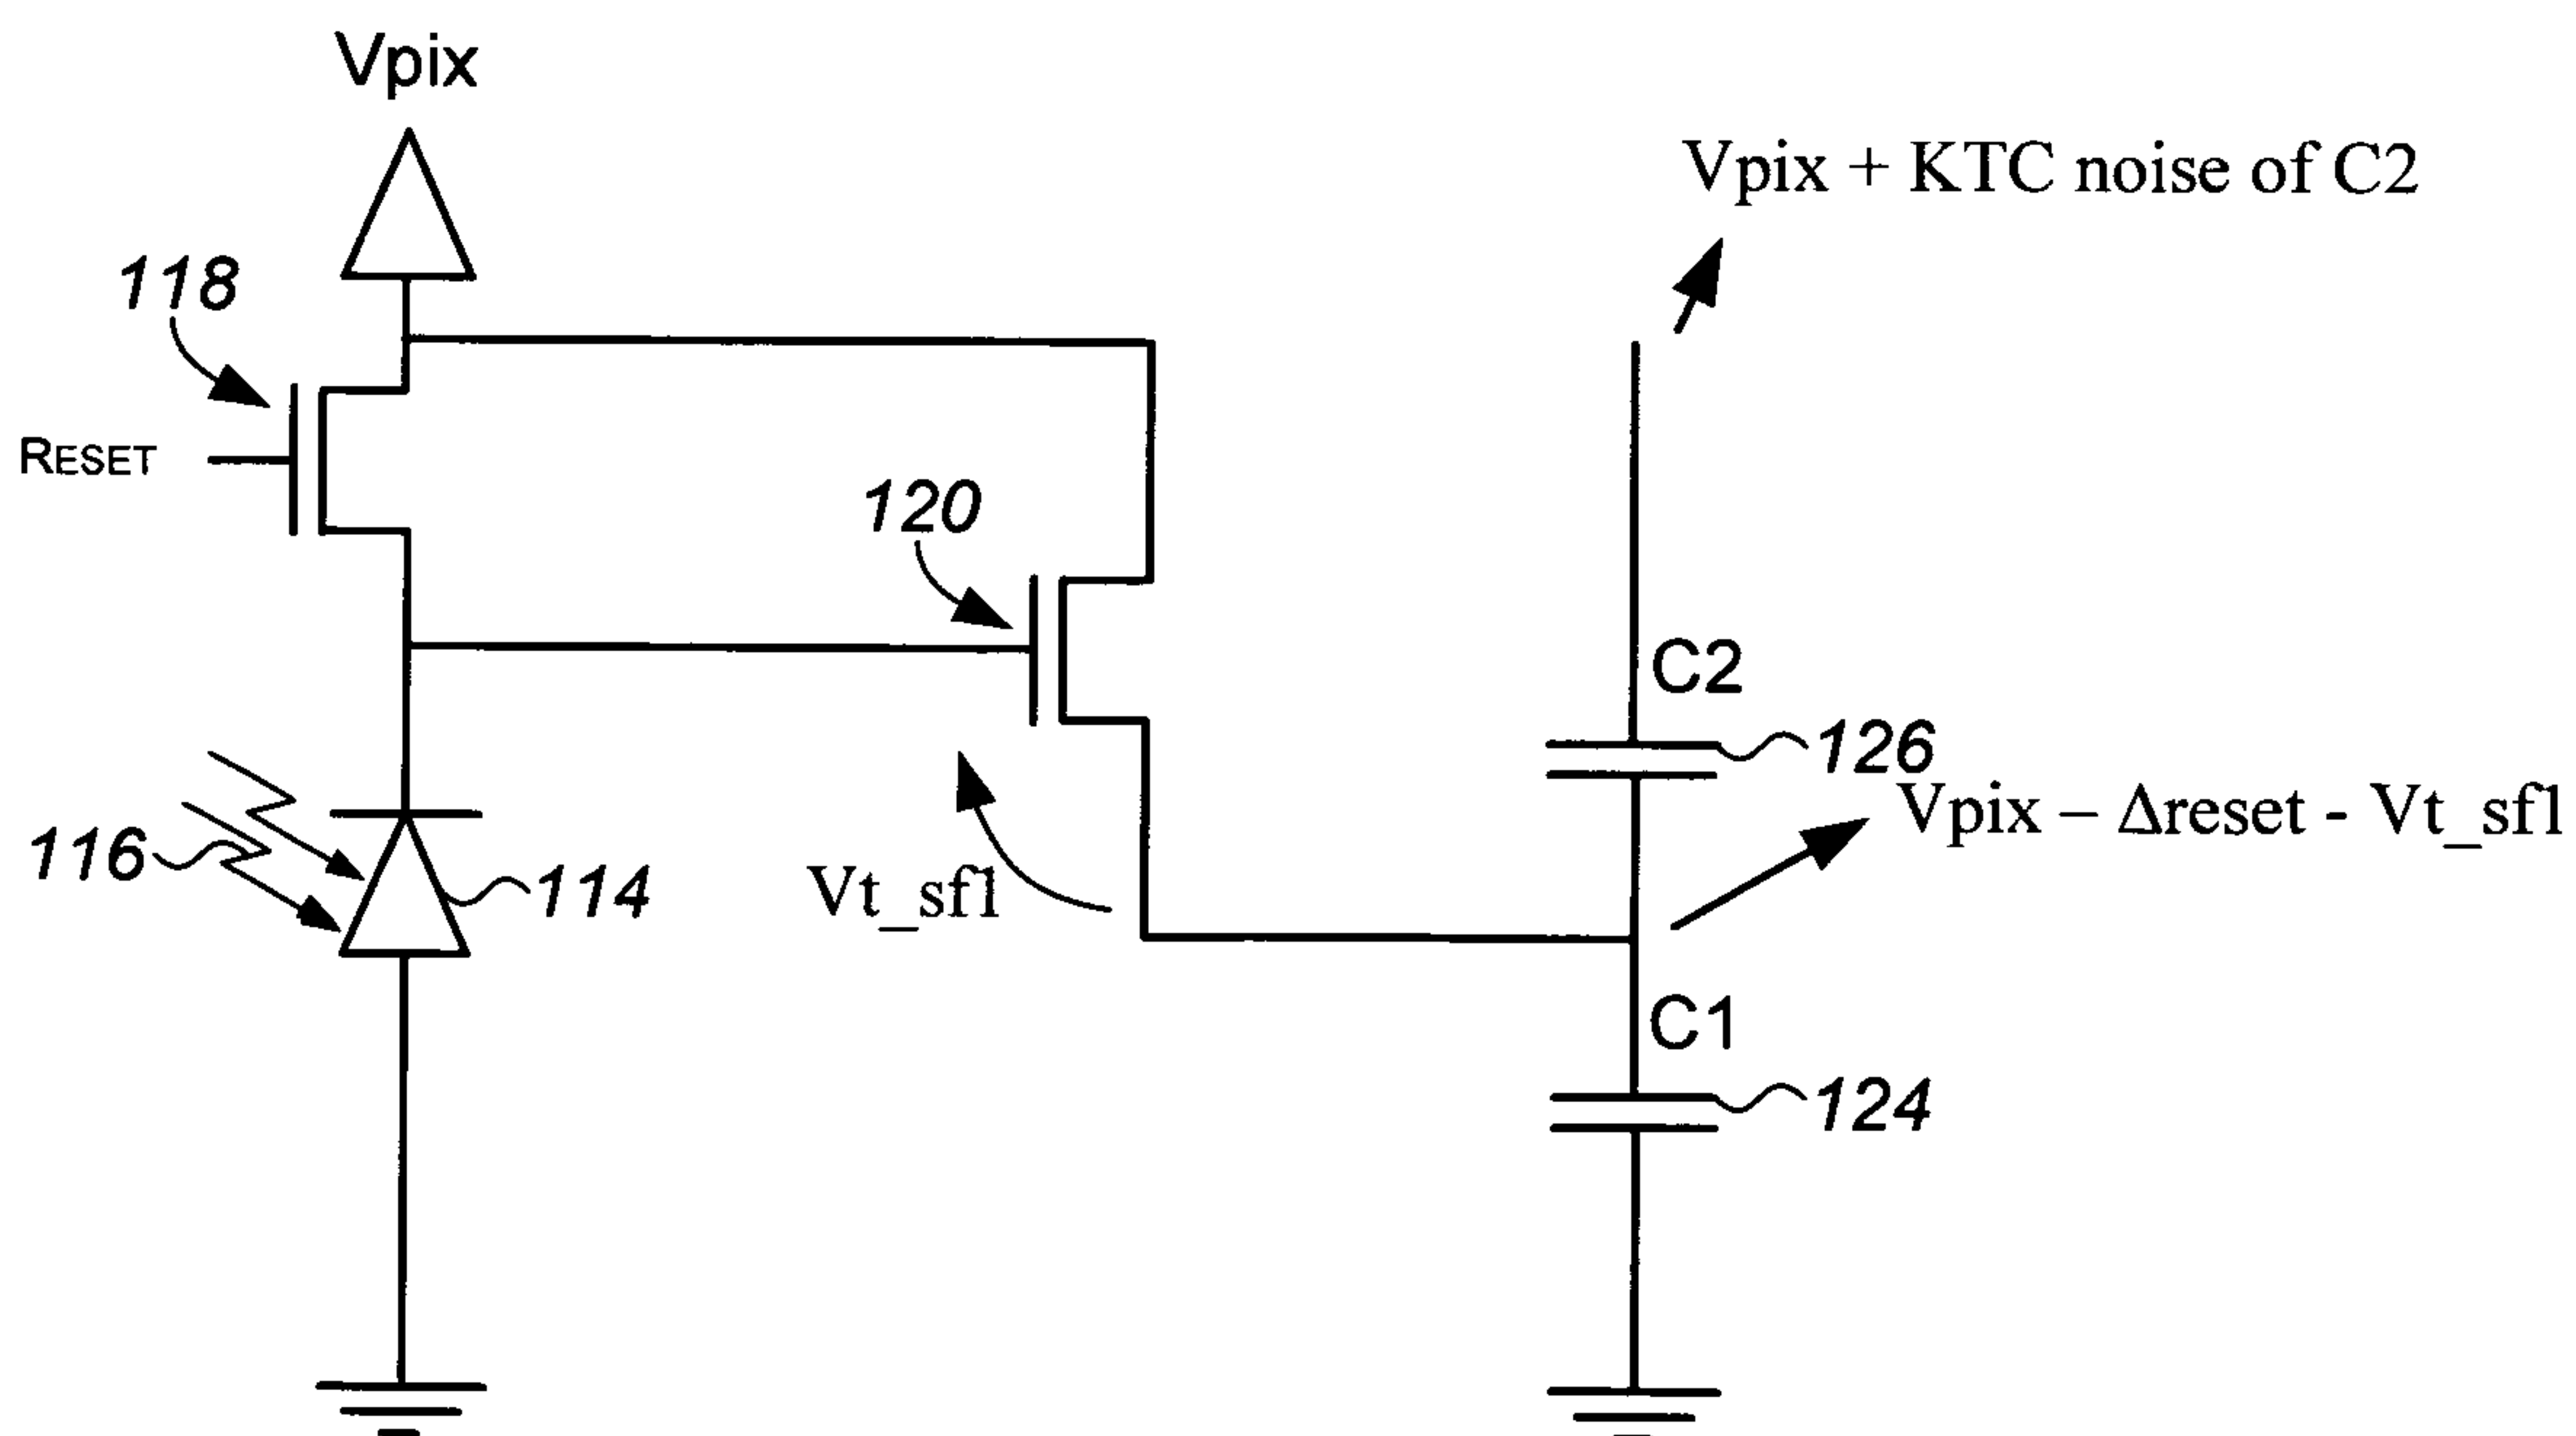 Vpix
Vpix + KTC noise of C2
118
RESET
120
C2
126
Vpix – Δreset - Vt_sf1
116
114
Vt_sf1
C1
124